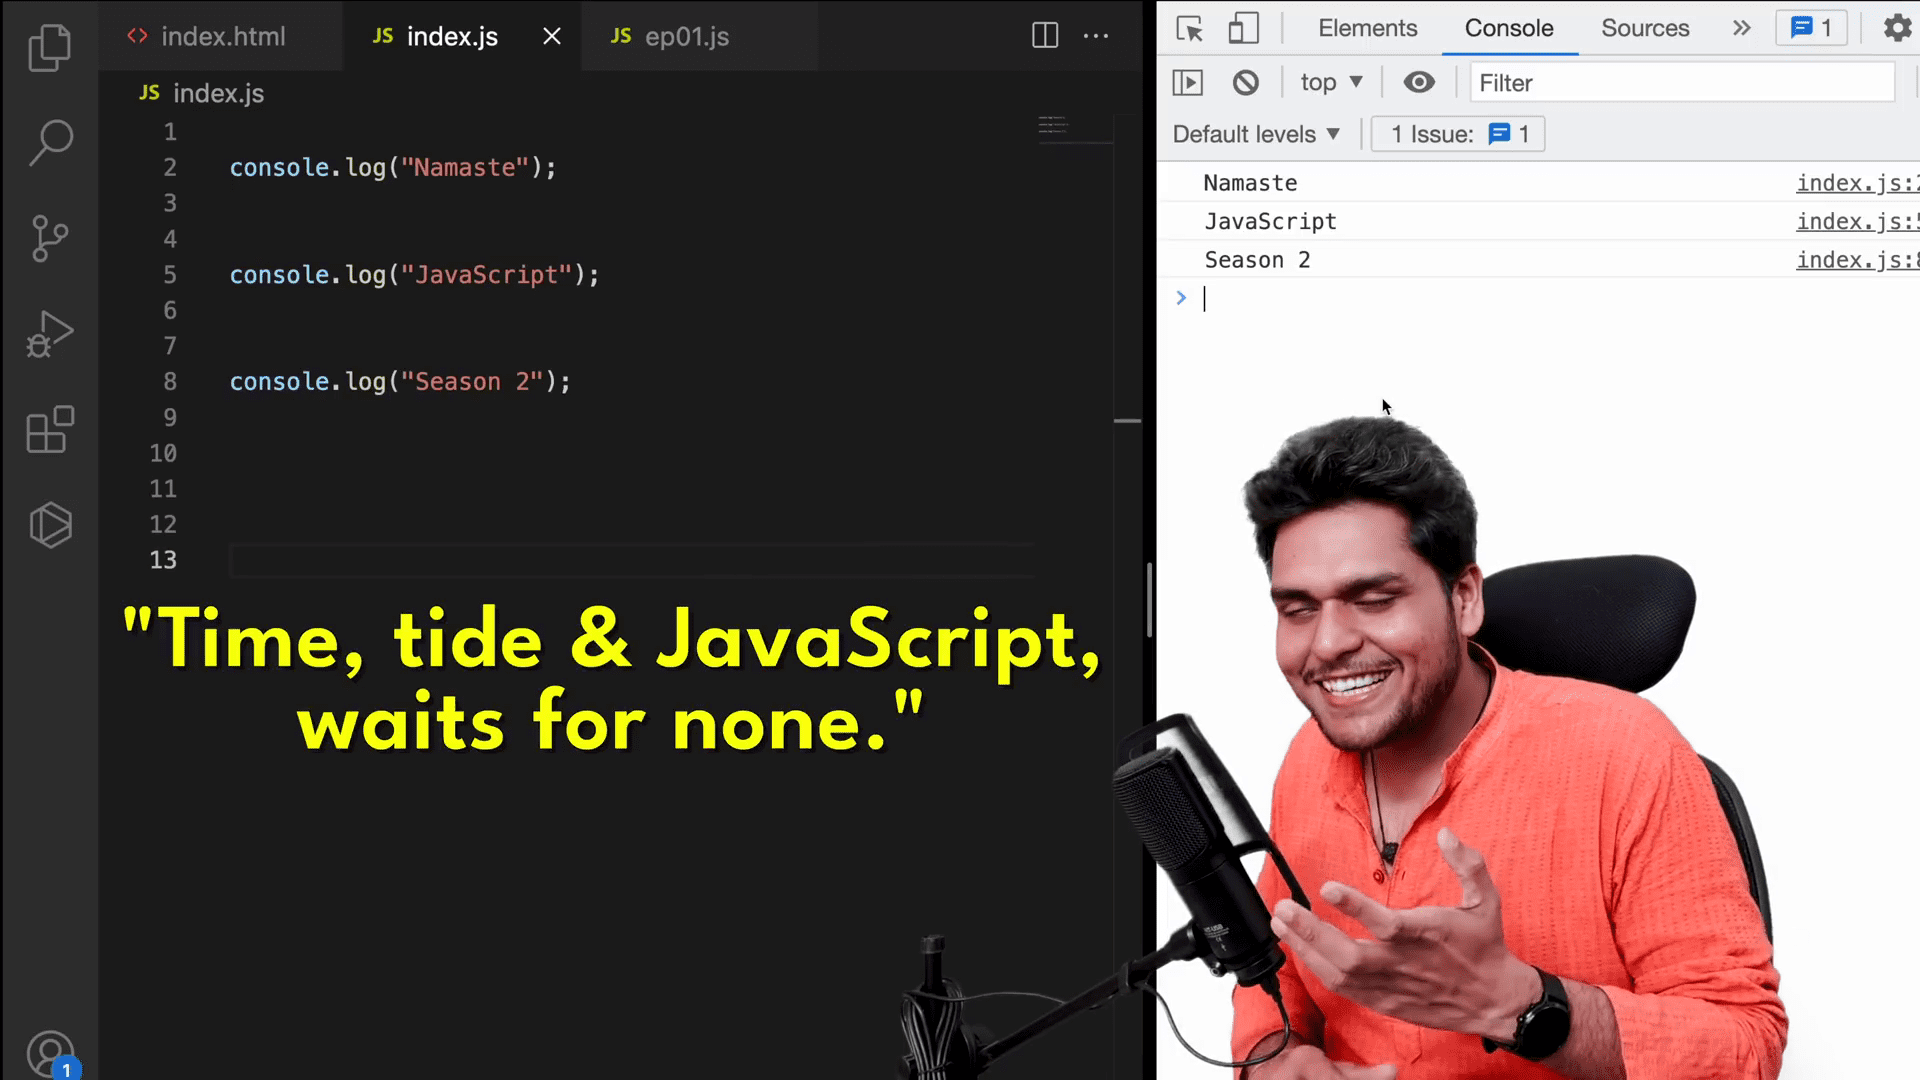 index.html
JS index.js
JS ep01.js
JS index.js
1
2 console.log("Namaste");
3
4
5 console.log("JavaScript");
6
7
8 console.log("Season 2");
9
10
11
12
13
"Time, tide & JavaScript,
waits for none."
1
Elements Console Sources 1
top Filter
Default levels 1 Issue: 1
Namaste index.js:2
JavaScript index.js:5
Season 2 index.js:8